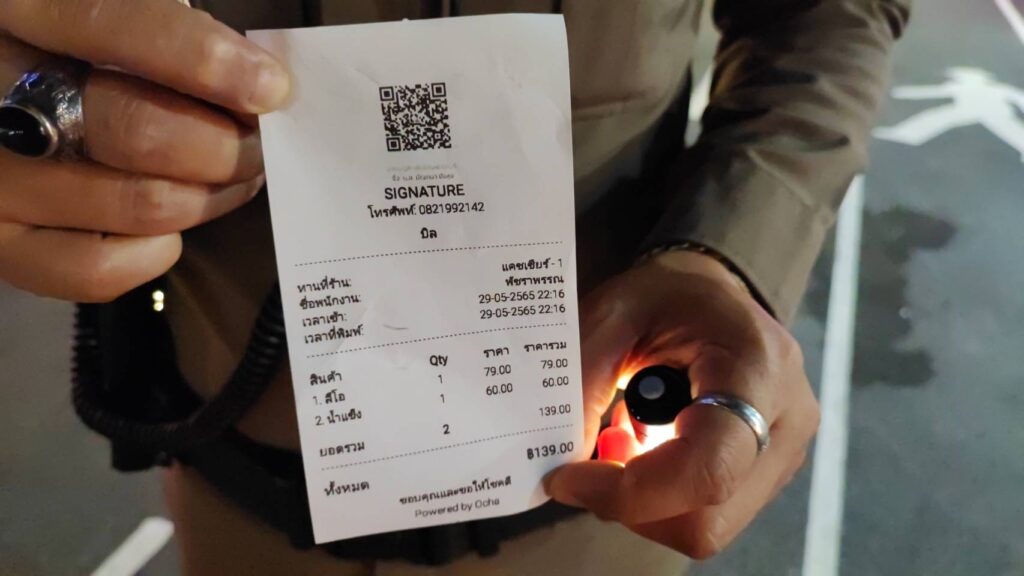 SIGNATURE
โทรศัพท์: 0821992142
บิล
ทานที่ร้าน: แคชเชียร์ - 1
ชื่อพนักงาน: พัชราพรรณ
เวลาเข้า: 29-05-2565 22:16
เวลาที่พิมพ์: 29-05-2565 22:16
สินค้า Qty ราคา ราคารวม
1. ลีโอ 1 79.00 79.00
2. น้ำแข็ง 1 60.00 60.00
ยอดรวม 2 139.00
ทั้งหมด ฿139.00
ขอบคุณและขอให้โชคดี
Powered by Ocha